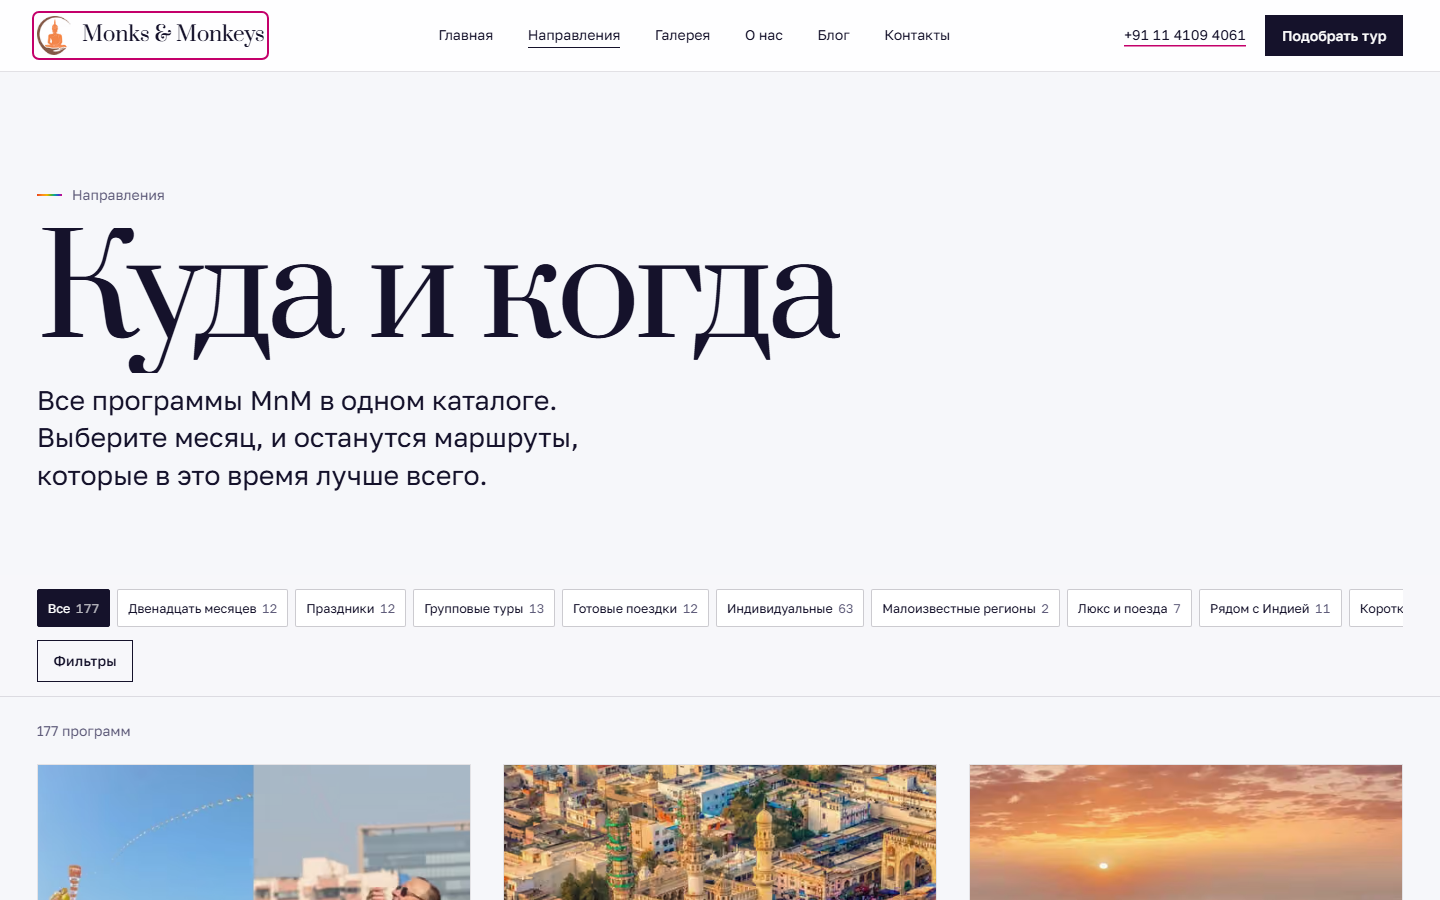 Monks & Monkeys
Главная
Направления
Галерея
О нас
Блог
Контакты
+91 11 4109 4061
Подобрать тур
Направления
Куда и когда
Все программы MnM в одном каталоге.
Выберите месяц, и останутся маршруты,
которые в это время лучше всего.
Все 177
Двенадцать месяцев 12
Праздники 12
Групповые туры 13
Готовые поездки 12
Индивидуальные 63
Малоизвестные регионы 2
Люкс и поезда 7
Рядом с Индией 11
Коротк
Фильтры
177 программ